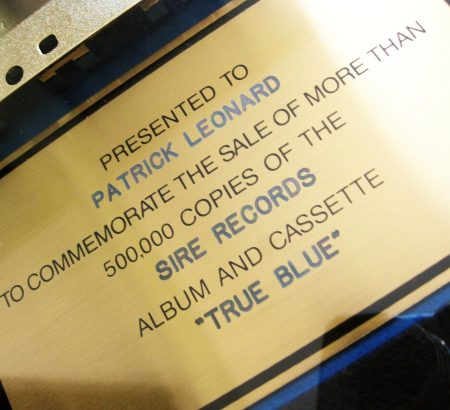 PRESENTED TO
PATRICK LEONARD
TO COMMEMORATE THE SALE OF MORE THAN
500,000 COPIES OF THE
SIRE RECORDS
ALBUM AND CASSETTE
"TRUE BLUE"